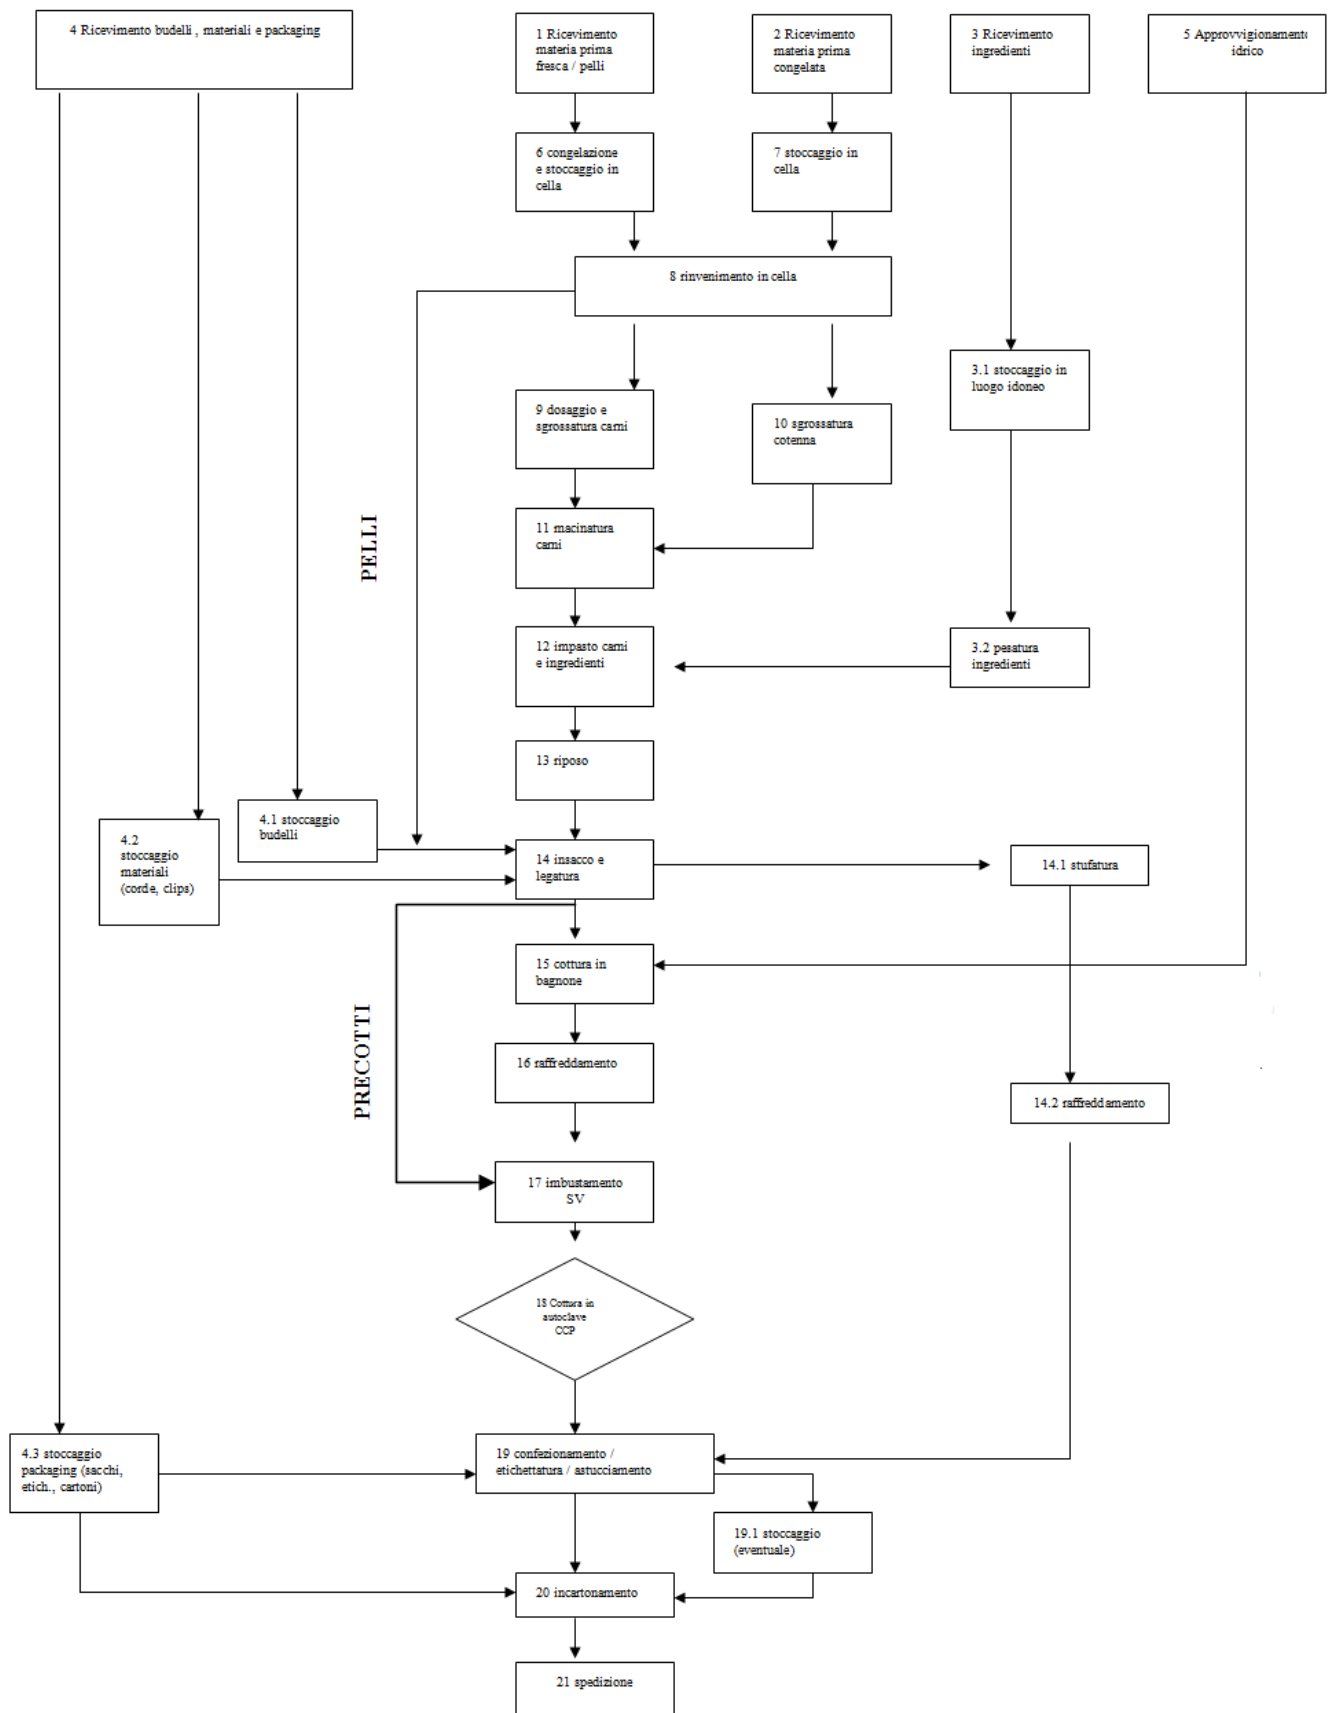 4 Ricevimento budelli , materiali e packaging
1 Ricevimento
materia prima
fresca / pelli
2 Ricevimento
materia prima
congelata
3 Ricevimento
ingredienti
5 Approvvigionamento
idrico
6 congelazione
e stoccaggio in
cella
7 stoccaggio in
cella
8 rinvenimento in cella
3.1 stoccaggio in
luogo idoneo
9 dosaggio e
sgrossatura carni
10 sgrossatura
cotenna
PELLI
11 macinatura
carni
12 impasto carni
e ingredienti
3.2 pesatura
ingredienti
13 riposo
4.1 stoccaggio
budelli
4.2
stoccaggio
materiali
(corde, clips)
14 insacco e
legatura
14.1 stufatura
15 cottura in
bagnone
PRECOTTI
16 raffreddamento
14.2 raffreddamento
17 imbustamento
SV
18 Cottura in
autoclave
CCP
4.3 stoccaggio
packaging (sacchi,
etich., cartoni)
19 confezionamento /
etichettatura / astucciamento
19.1 stoccaggio
(eventuale)
20 incartonamento
21 spedizione